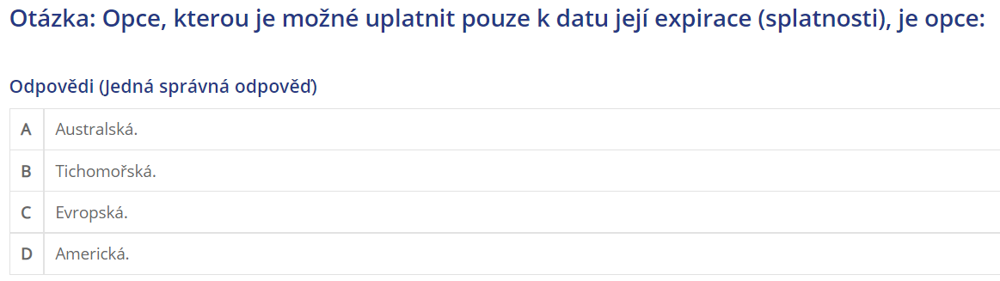 Otázka: Opce, kterou je možné uplatnit pouze k datu její expirace (splatnosti), je opce:
Odpovědi (Jedná správná odpověď)
A Australská.
B Tichomořská.
C Evropská.
D Americká.